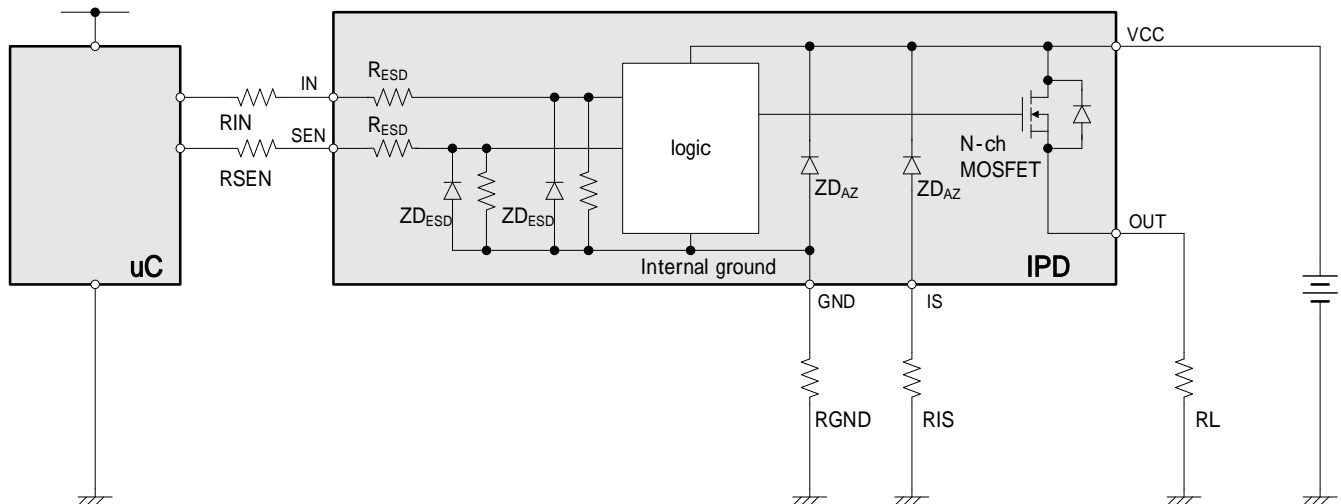 VCC
IN
RESD
RIN
SEN
RESD
RSEN
logic
N-ch
MOSFET
ZDESD
ZDESD
ZDAZ
ZDAZ
OUT
uC
Internal ground
IPD
GND
IS
RGND
RIS
RL